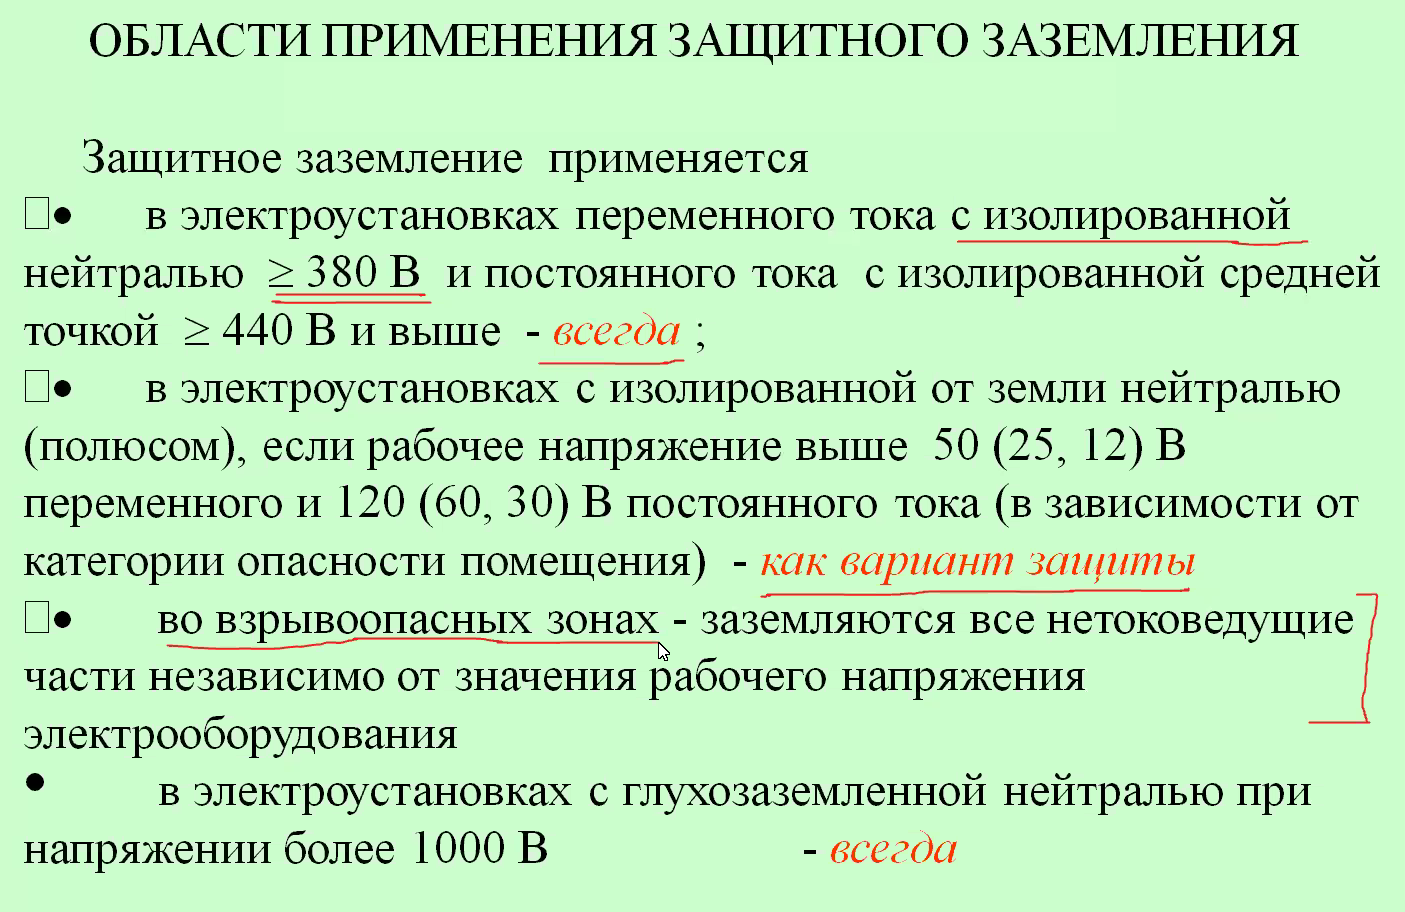 ОБЛАСТИ ПРИМЕНЕНИЯ ЗАЩИТНОГО ЗАЗЕМЛЕНИЯ
Защитное заземление применяется
• в электроустановках переменного тока с изолированной
нейтралью ≥ 380 В и постоянного тока с изолированной средней
точкой ≥ 440 В и выше - всегда ;
• в электроустановках с изолированной от земли нейтралью
(полюсом), если рабочее напряжение выше 50 (25, 12) В
переменного и 120 (60, 30) В постоянного тока (в зависимости от
категории опасности помещения) - как вариант защиты
• во взрывоопасных зонах - заземляются все нетоковедущие
части независимо от значения рабочего напряжения
электрооборудования
• в электроустановках с глухозаземленной нейтралью при
напряжении более 1000 В - всегда